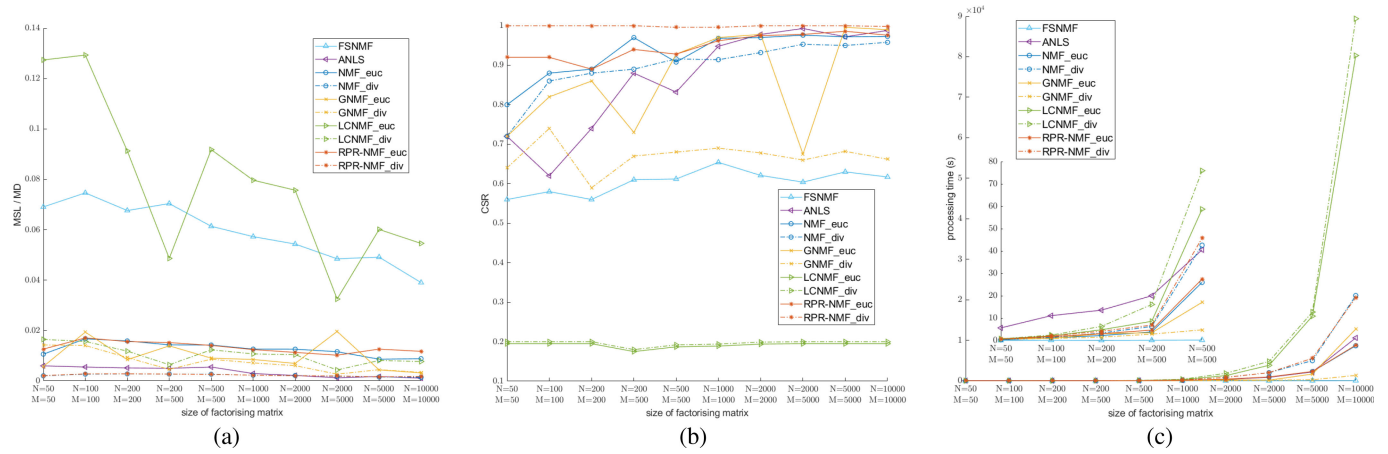 0.14
0.12
0.1
0.08
0.06
0.04
0.02
0
MSL / MD
FSNMF
ANLS
NMF_euc
NMF_div
GNMF_euc
GNMF_div
LCNMF_euc
LCNMF_div
RPR-NMF_euc
RPR-NMF_div
N=50 N=100 N=200 N=200 N=500 N=1000 N=2000 N=2000 N=5000 N=10000
M=50 M=100 M=200 M=500 M=500 M=1000 M=2000 M=5000 M=5000 M=10000
size of factorising matrix
(a)
1
0.9
0.8
0.7
0.6
0.5
0.4
0.3
0.2
0.1
CSR
FSNMF
ANLS
NMF_euc
NMF_div
GNMF_euc
GNMF_div
LCNMF_euc
LCNMF_div
RPR-NMF_euc
RPR-NMF_div
N=50 N=100 N=200 N=200 N=500 N=1000 N=2000 N=2000 N=5000 N=10000
M=50 M=100 M=200 M=500 M=500 M=1000 M=2000 M=5000 M=5000 M=10000
size of factorising matrix
(b)
×10⁴
9
8
7
6
5
4
3
2
1
0
processing time (s)
FSNMF
ANLS
NMF_euc
NMF_div
GNMF_euc
GNMF_div
LCNMF_euc
LCNMF_div
RPR-NMF_euc
RPR-NMF_div
80
70
60
50
40
30
20
10
0
N=50 N=100 N=200 N=200 N=500
M=50 M=100 M=200 M=500 M=500
N=50 N=100 N=200 N=200 N=500 N=1000 N=2000 N=2000 N=5000 N=10000
M=50 M=100 M=200 M=500 M=500 M=1000 M=2000 M=5000 M=5000 M=10000
size of factorising matrix
(c)